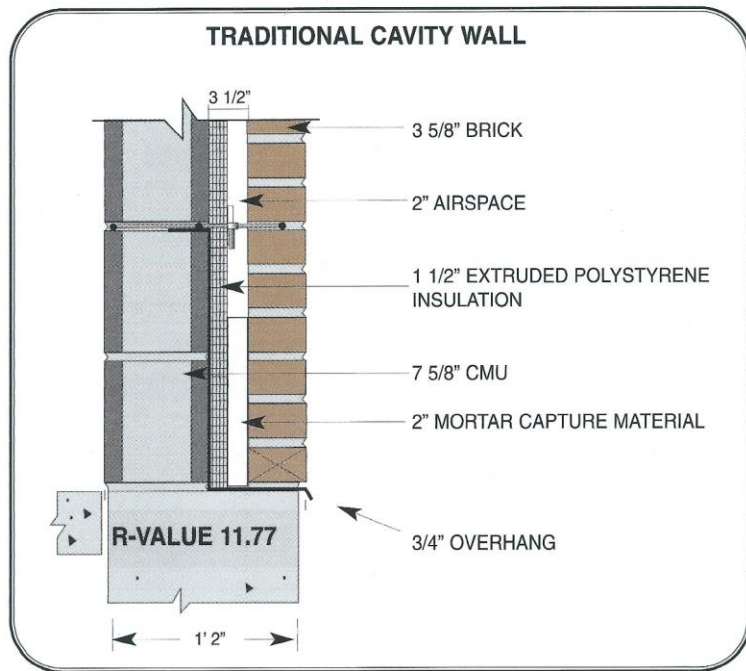 TRADITIONAL CAVITY WALL
3 1/2"
3 5/8" BRICK
2" AIRSPACE
1 1/2" EXTRUDED POLYSTYRENE
INSULATION
7 5/8" CMU
2" MORTAR CAPTURE MATERIAL
R-VALUE 11.77
3/4" OVERHANG
1' 2"